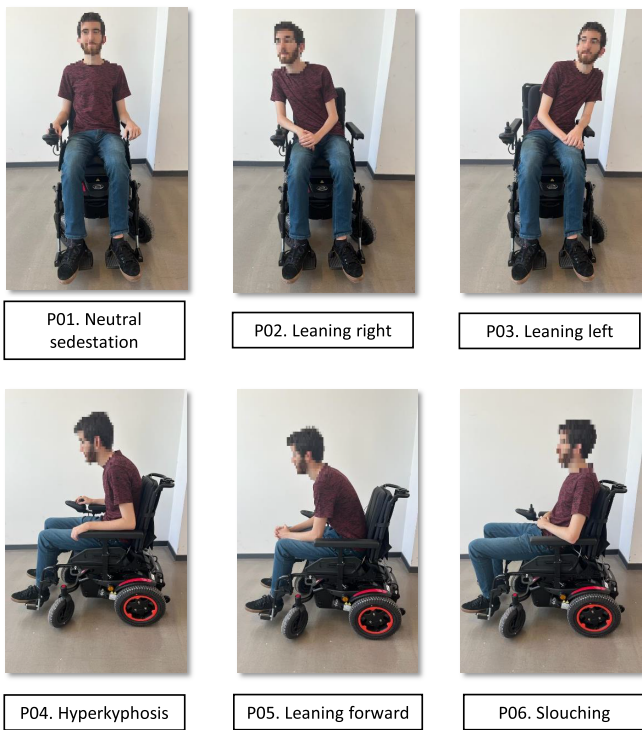 P01. Neutral
sedestation
P02. Leaning right
P03. Leaning left
P04. Hyperkyphosis
P05. Leaning forward
P06. Slouching